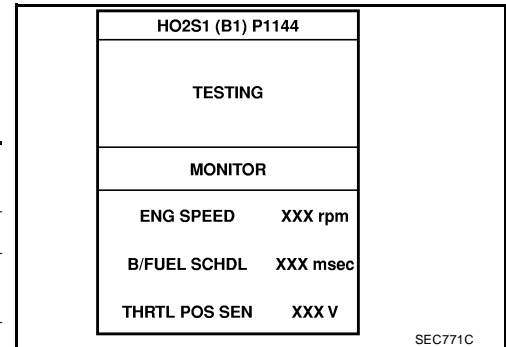 HO2S1 (B1) P1144
TESTING
MONITOR
ENG SPEED XXX rpm
B/FUEL SCHDL XXX msec
THRTL POS SEN XXX V
SEC771C